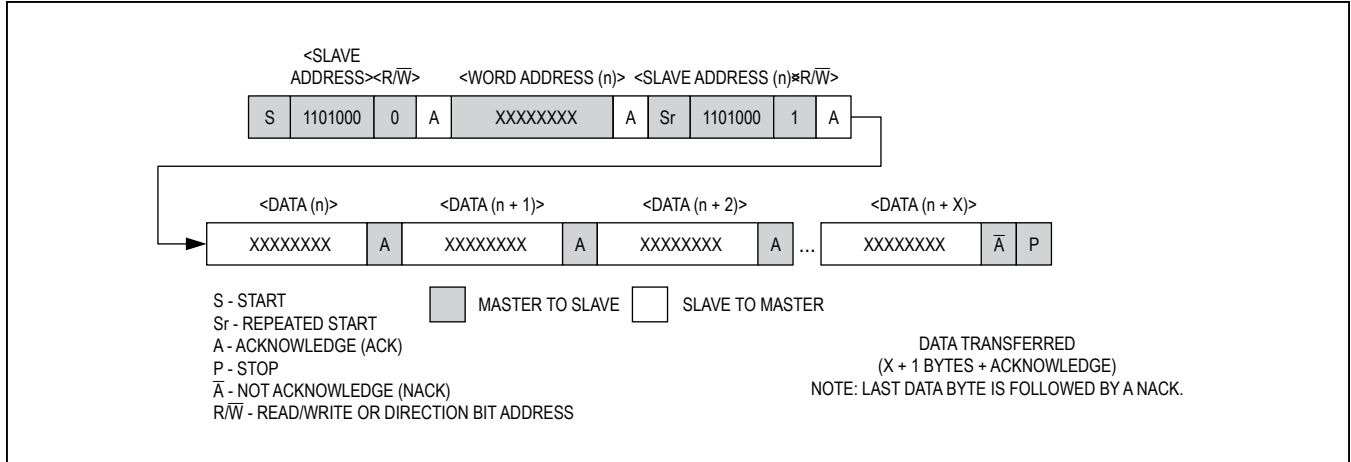 <SLAVE
ADDRESS><R/W̅> <WORD ADDRESS (n)> <SLAVE ADDRESS (n)><R/W̅>
S 1101000 0 A XXXXXXXX A Sr 1101000 1 A
<DATA (n)> <DATA (n + 1)> <DATA (n + 2)> <DATA (n + X)>
XXXXXXXX A XXXXXXXX A XXXXXXXX A ... XXXXXXXX A̅ P
S - START
Sr - REPEATED START
A - ACKNOWLEDGE (ACK)
P - STOP
A̅ - NOT ACKNOWLEDGE (NACK)
R/W̅ - READ/WRITE OR DIRECTION BIT ADDRESS
MASTER TO SLAVE SLAVE TO MASTER
DATA TRANSFERRED
(X + 1 BYTES + ACKNOWLEDGE)
NOTE: LAST DATA BYTE IS FOLLOWED BY A NACK.